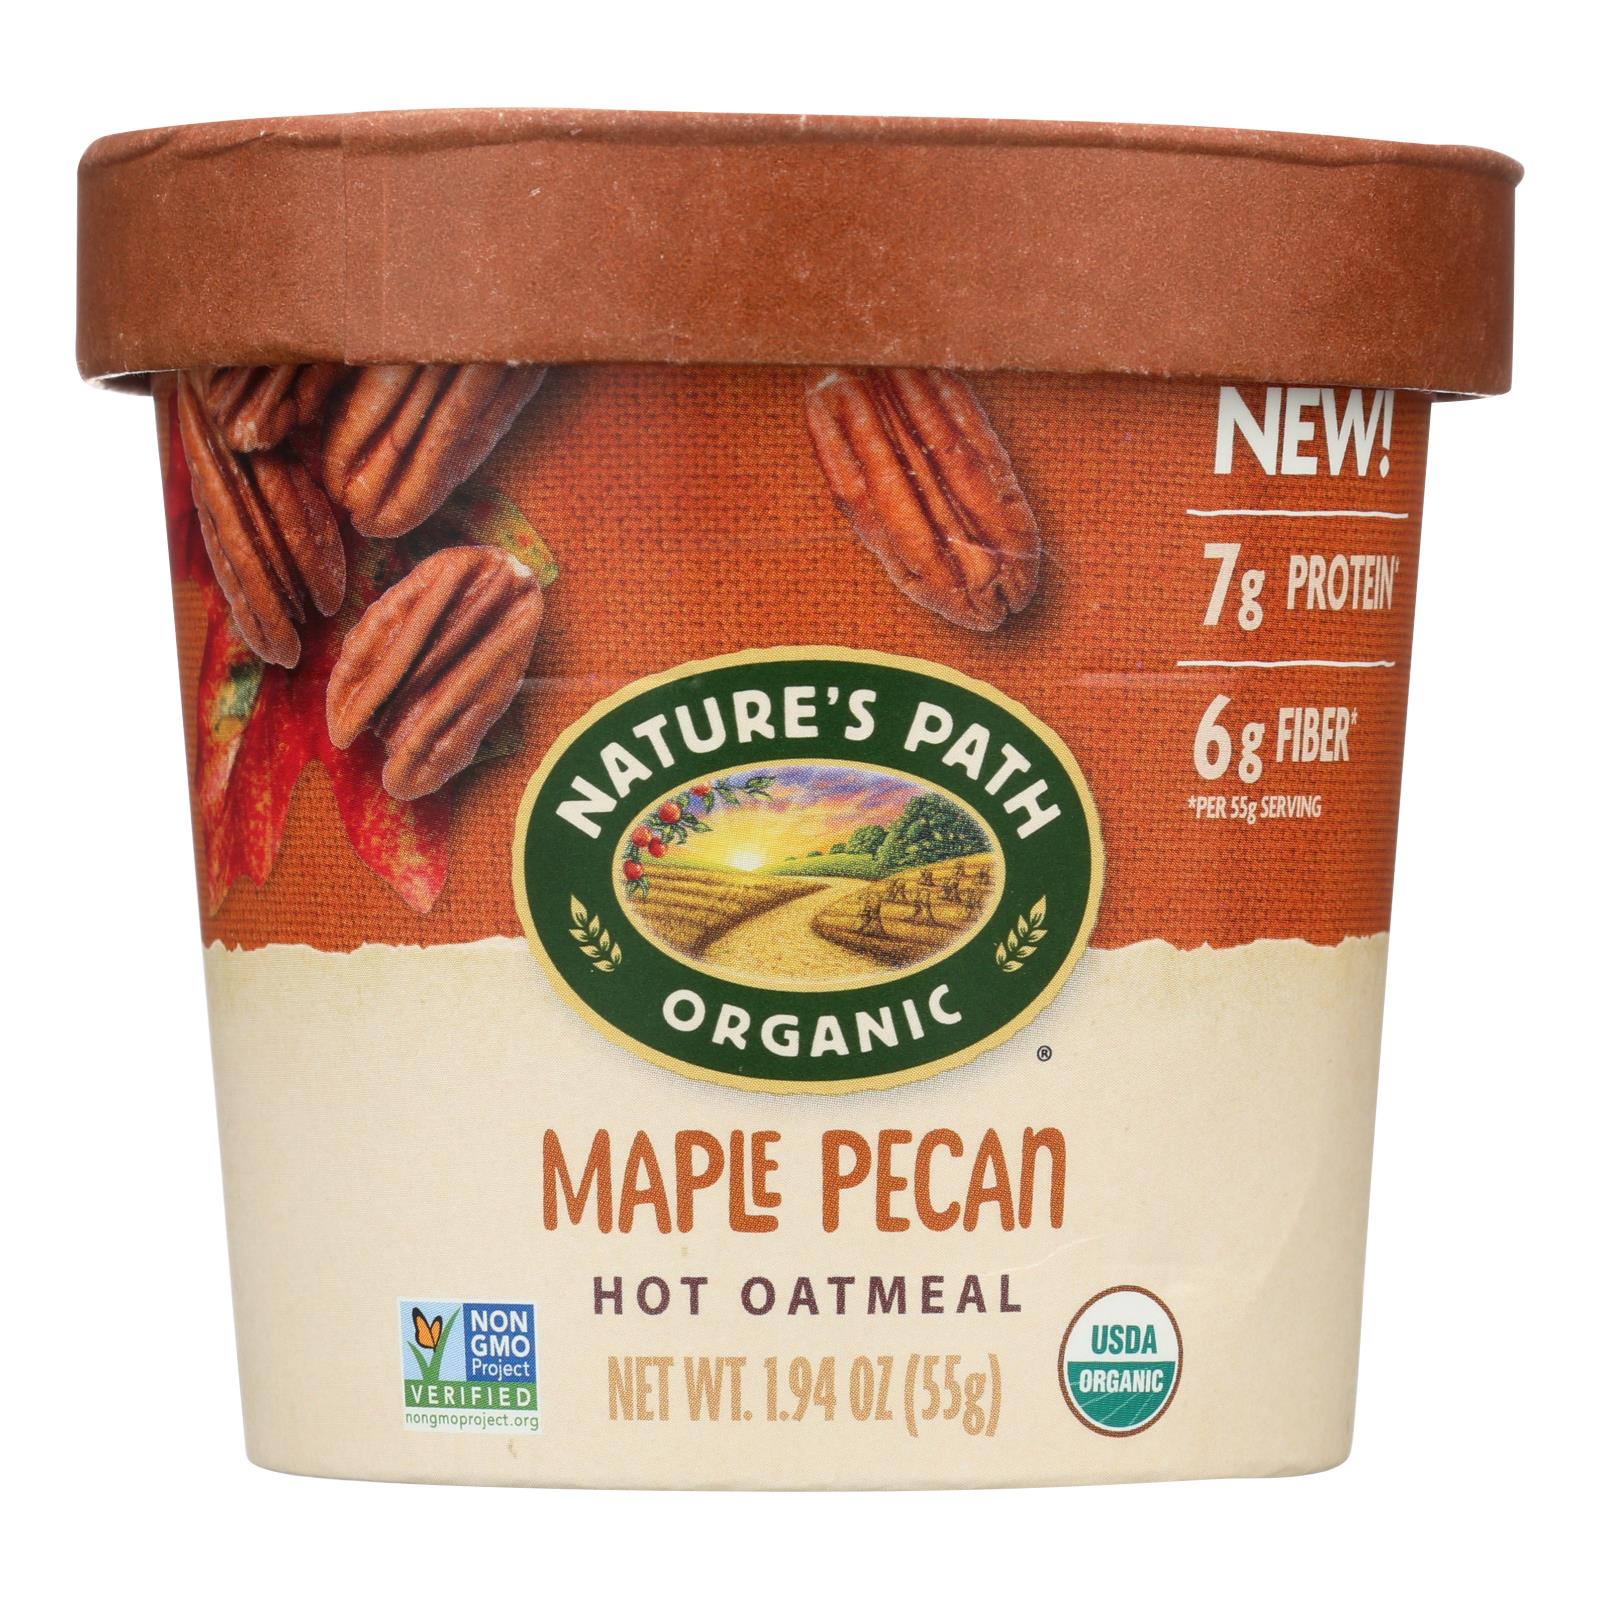 NEW!
7g PROTEIN*
6g FIBER*
*PER 55g SERVING
NATURE'S PATH
ORGANIC
®
MAPLE PECAN
HOT OATMEAL
NET WT. 1.94 OZ (55g)
NON
GMO
Project
VERIFIED
nongmoproject.org
USDA
ORGANIC